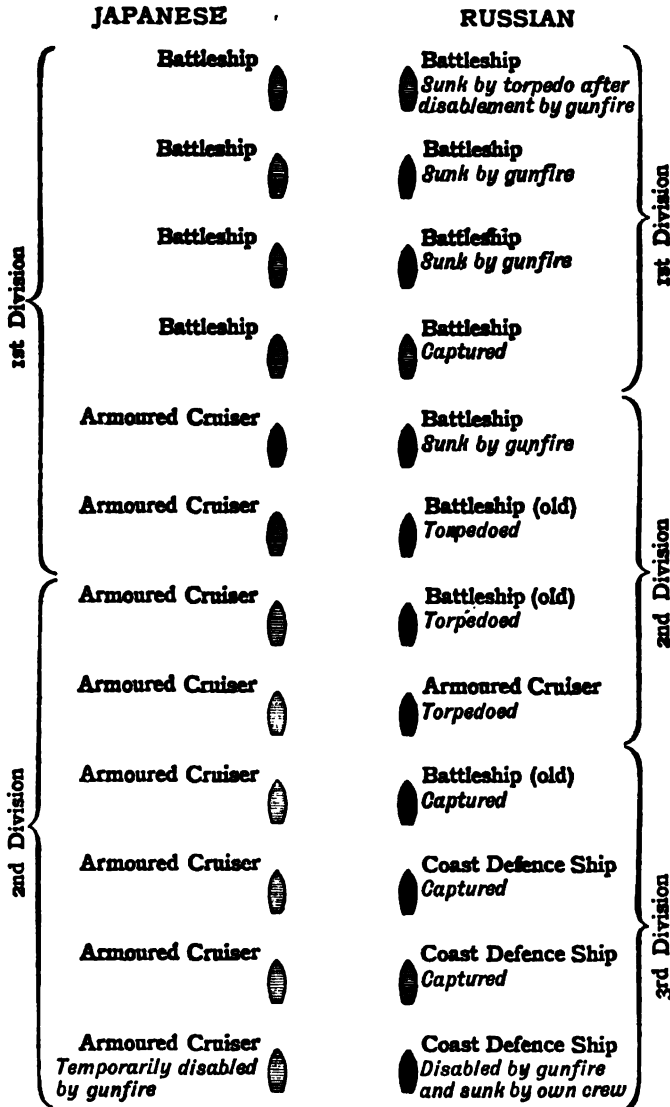 JAPANESE
1st Division
Battleship
Battleship
Battleship
Battleship
Armoured Cruiser
Armoured Cruiser
2nd Division
Armoured Cruiser
Armoured Cruiser
Armoured Cruiser
Armoured Cruiser
Armoured Cruiser
Armoured Cruiser
Temporarily disabled
by gunfire
RUSSIAN
1st Division
Battleship
Sunk by torpedo after
disablement by gunfire
Battleship
Sunk by gunfire
Battleship
Sunk by gunfire
Battleship
Captured
2nd Division
Battleship
Sunk by gunfire
Battleship (old)
Torpedoed
Battleship (old)
Torpedoed
Armoured Cruiser
Torpedoed
3rd Division
Battleship (old)
Captured
Coast Defence Ship
Captured
Coast Defence Ship
Captured
Coast Defence Ship
Disabled by gunfire
and sunk by own crew